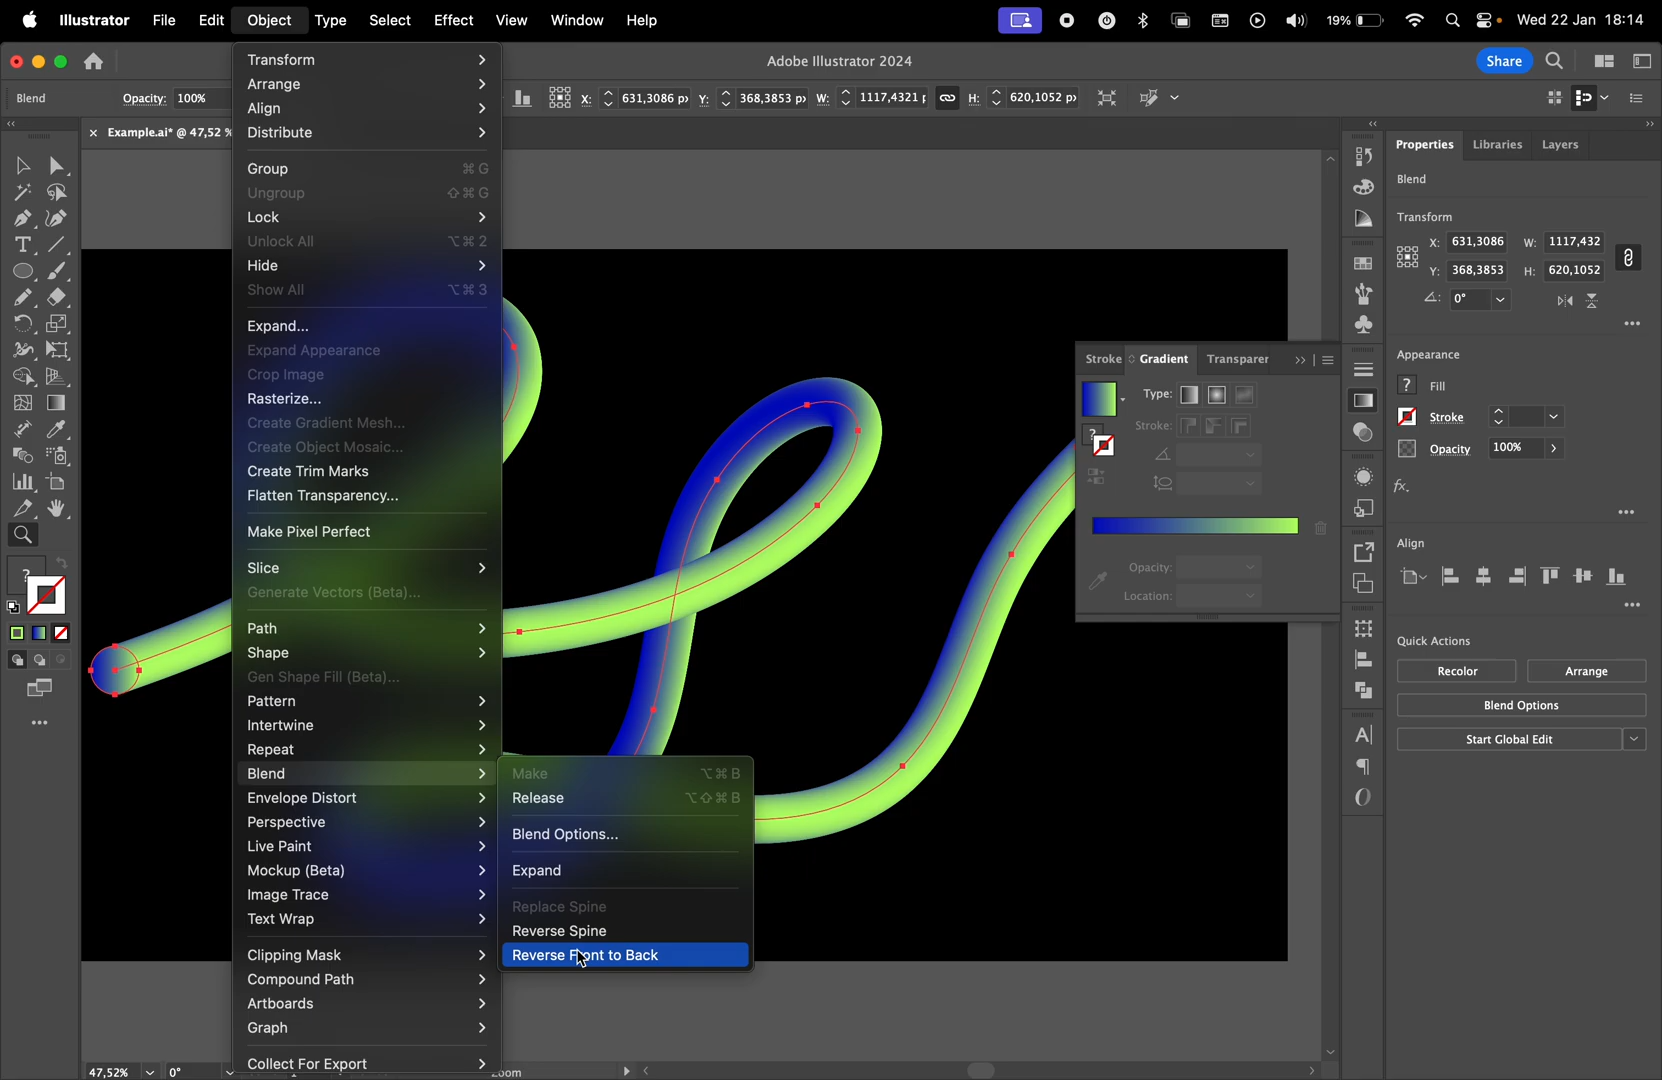 Illustrator File Edit Object Type Select Effect View Window Help 19% Wed 22 Jan 18:14
Adobe Illustrator 2024 Share
Blend Opacity: 100% X: 631,3086 p Y: 368,3853 p W: 1117,4321 H: 620,1052 p
× Example.ai* @ 47,52 %
Transform
Arrange
Align
Distribute
Group ⌘ G
Ungroup ⇧ ⌘ G
Lock
Unlock All ⌥ ⌘ 2
Hide
Show All ⌥ ⌘ 3
Expand...
Expand Appearance
Crop Image
Rasterize...
Create Gradient Mesh...
Create Object Mosaic...
Create Trim Marks
Flatten Transparency...
Make Pixel Perfect
Slice
Generate Vectors (Beta)...
Path
Shape
Gen Shape Fill (Beta)...
Pattern
Intertwine
Repeat
Blend
Envelope Distort
Perspective
Live Paint
Mockup (Beta)
Image Trace
Text Wrap
Clipping Mask
Compound Path
Artboards
Graph
Collect For Export
Make ⌥ ⌘ B
Release ⌥ ⇧ ⌘ B
Blend Options...
Expand
Replace Spine
Reverse Spine
Reverse Front to Back
Stroke Gradient Transparer
Type:
Stroke:
?
Opacity:
Location:
Properties Libraries Layers
Blend
Transform
X: 631,3086 W: 1117,432
Y: 368,3853 H: 620,1052
0°
Appearance
? Fill
Stroke
Opacity 100%
fx.
Align
Quick Actions
Recolor Arrange
Blend Options
Start Global Edit
?
47,52% 0° Zoom